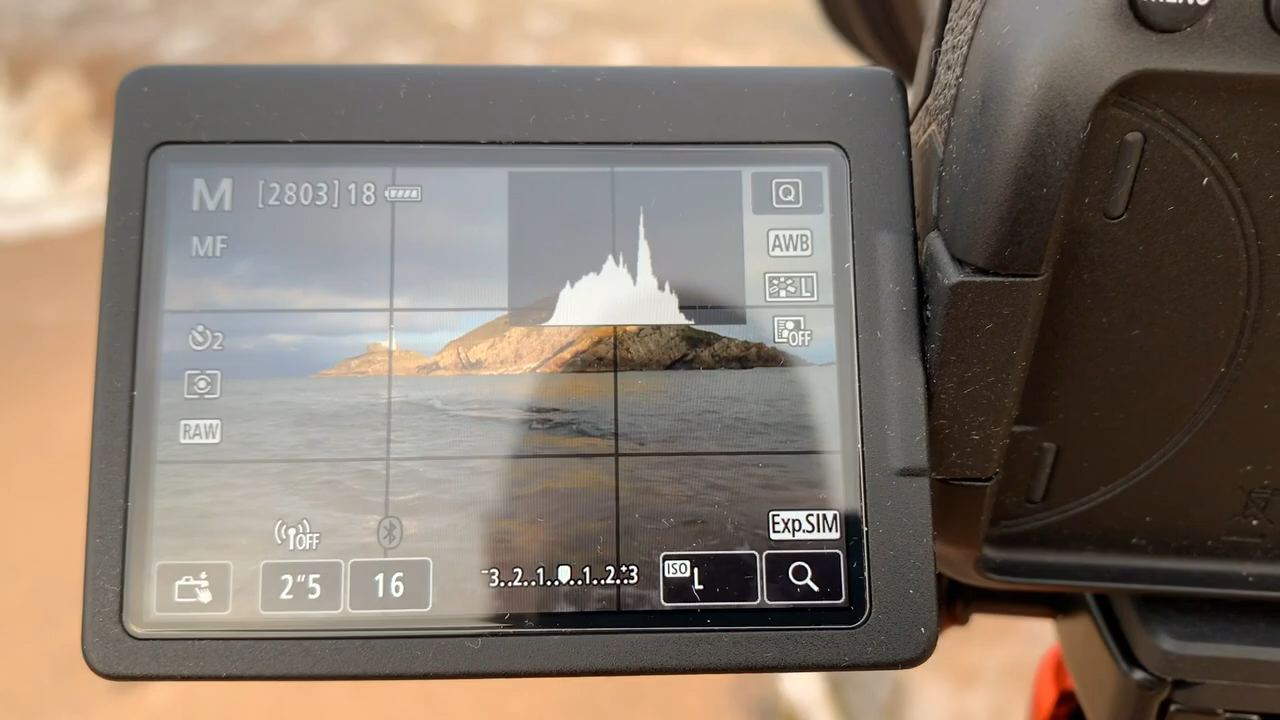 MENU
M [2803]18 Q
MF AWB
L
2 OFF
RAW
OFF Exp.SIM
2"5 16 -3..2..1....1..2..+3 ISO L